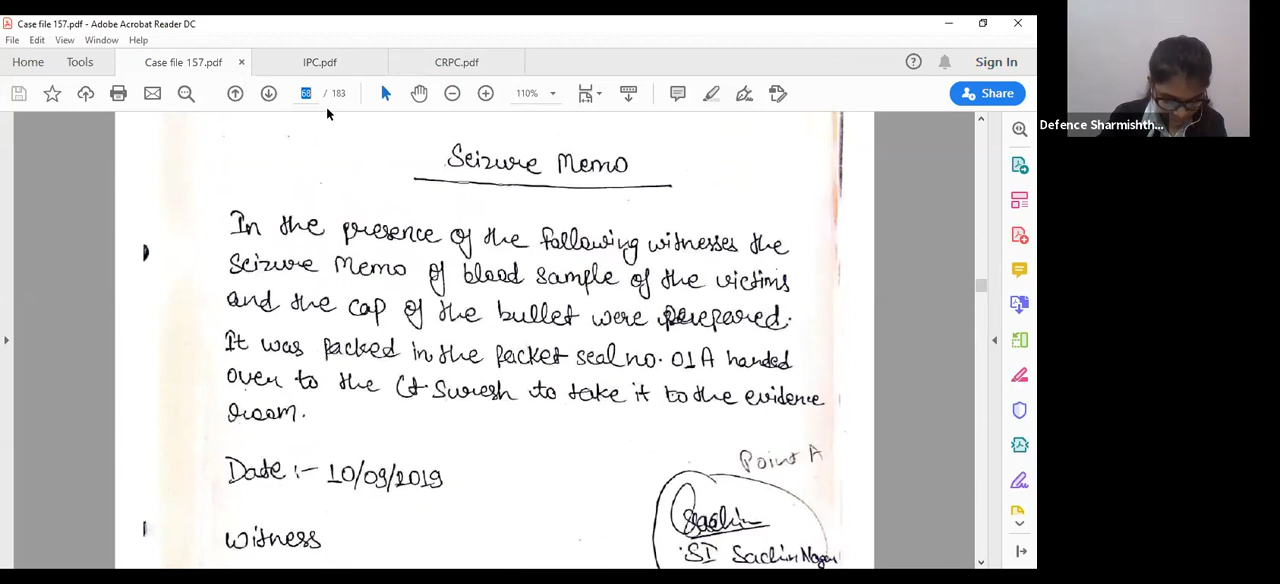 Case file 157.pdf - Adobe Acrobat Reader DC
File Edit View Window Help
Home Tools Case file 157.pdf × IPC.pdf CRPC.pdf Sign In
68 / 183 110% Share
Defence Sharmishth...
Seizure Memo
In the presence of the following witnesses the
Seizure Memo of blood sample of the victims
and the cap of the bullet were prepared.
It was packed in the packet seal no. 01A handed
over to the Ct. Suresh to take it to the evidence
room.
Date :- 10/09/2019
Point A
Sachin
SI Sachin
witness